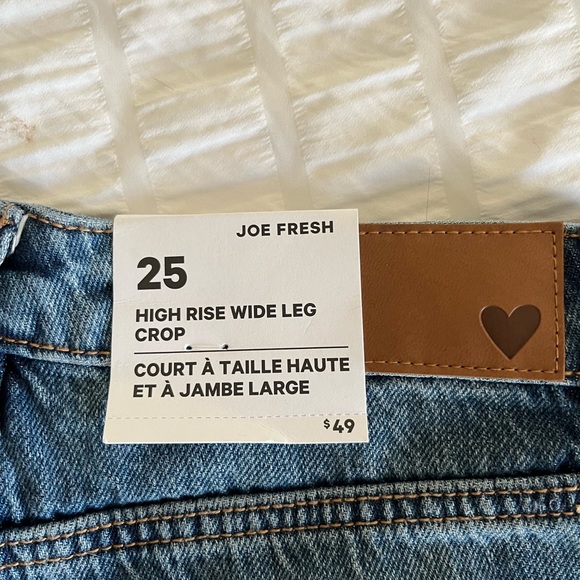 JOE FRESH
25
HIGH RISE WIDE LEG
CROP
COURT À TAILLE HAUTE
ET À JAMBE LARGE
$49